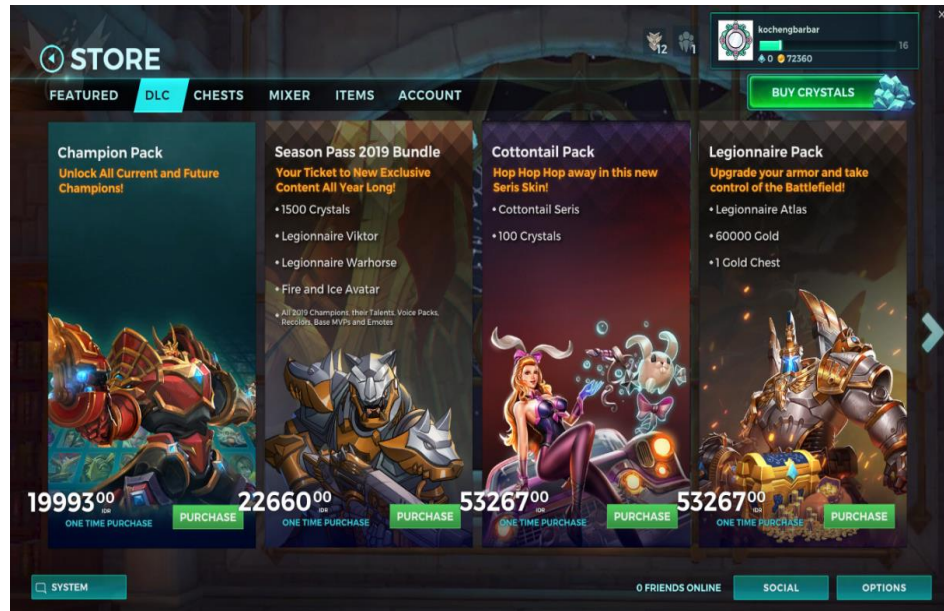 STORE
12
1
kochengbarbar
16
0 72360
FEATURED DLC CHESTS MIXER ITEMS ACCOUNT
BUY CRYSTALS
Champion Pack
Unlock All Current and Future
Champions!
19993 00
IDR
ONE TIME PURCHASE
PURCHASE
Season Pass 2019 Bundle
Your Ticket to New Exclusive
Content All Year Long!
• 1500 Crystals
• Legionnaire Viktor
• Legionnaire Warhorse
• Fire and Ice Avatar
• All 2019 Champions, their Talents, Voice Packs,
Recolors, Base MVPs and Emotes
22660 00
IDR
ONE TIME PURCHASE
PURCHASE
Cottontail Pack
Hop Hop Hop away in this new
Seris Skin!
• Cottontail Seris
• 100 Crystals
53267 00
IDR
ONE TIME PURCHASE
PURCHASE
Legionnaire Pack
Upgrade your armor and take
control of the Battlefield!
• Legionnaire Atlas
• 60000 Gold
• 1 Gold Chest
53267 00
IDR
ONE TIME PURCHASE
PURCHASE
SYSTEM
0 FRIENDS ONLINE
SOCIAL
OPTIONS